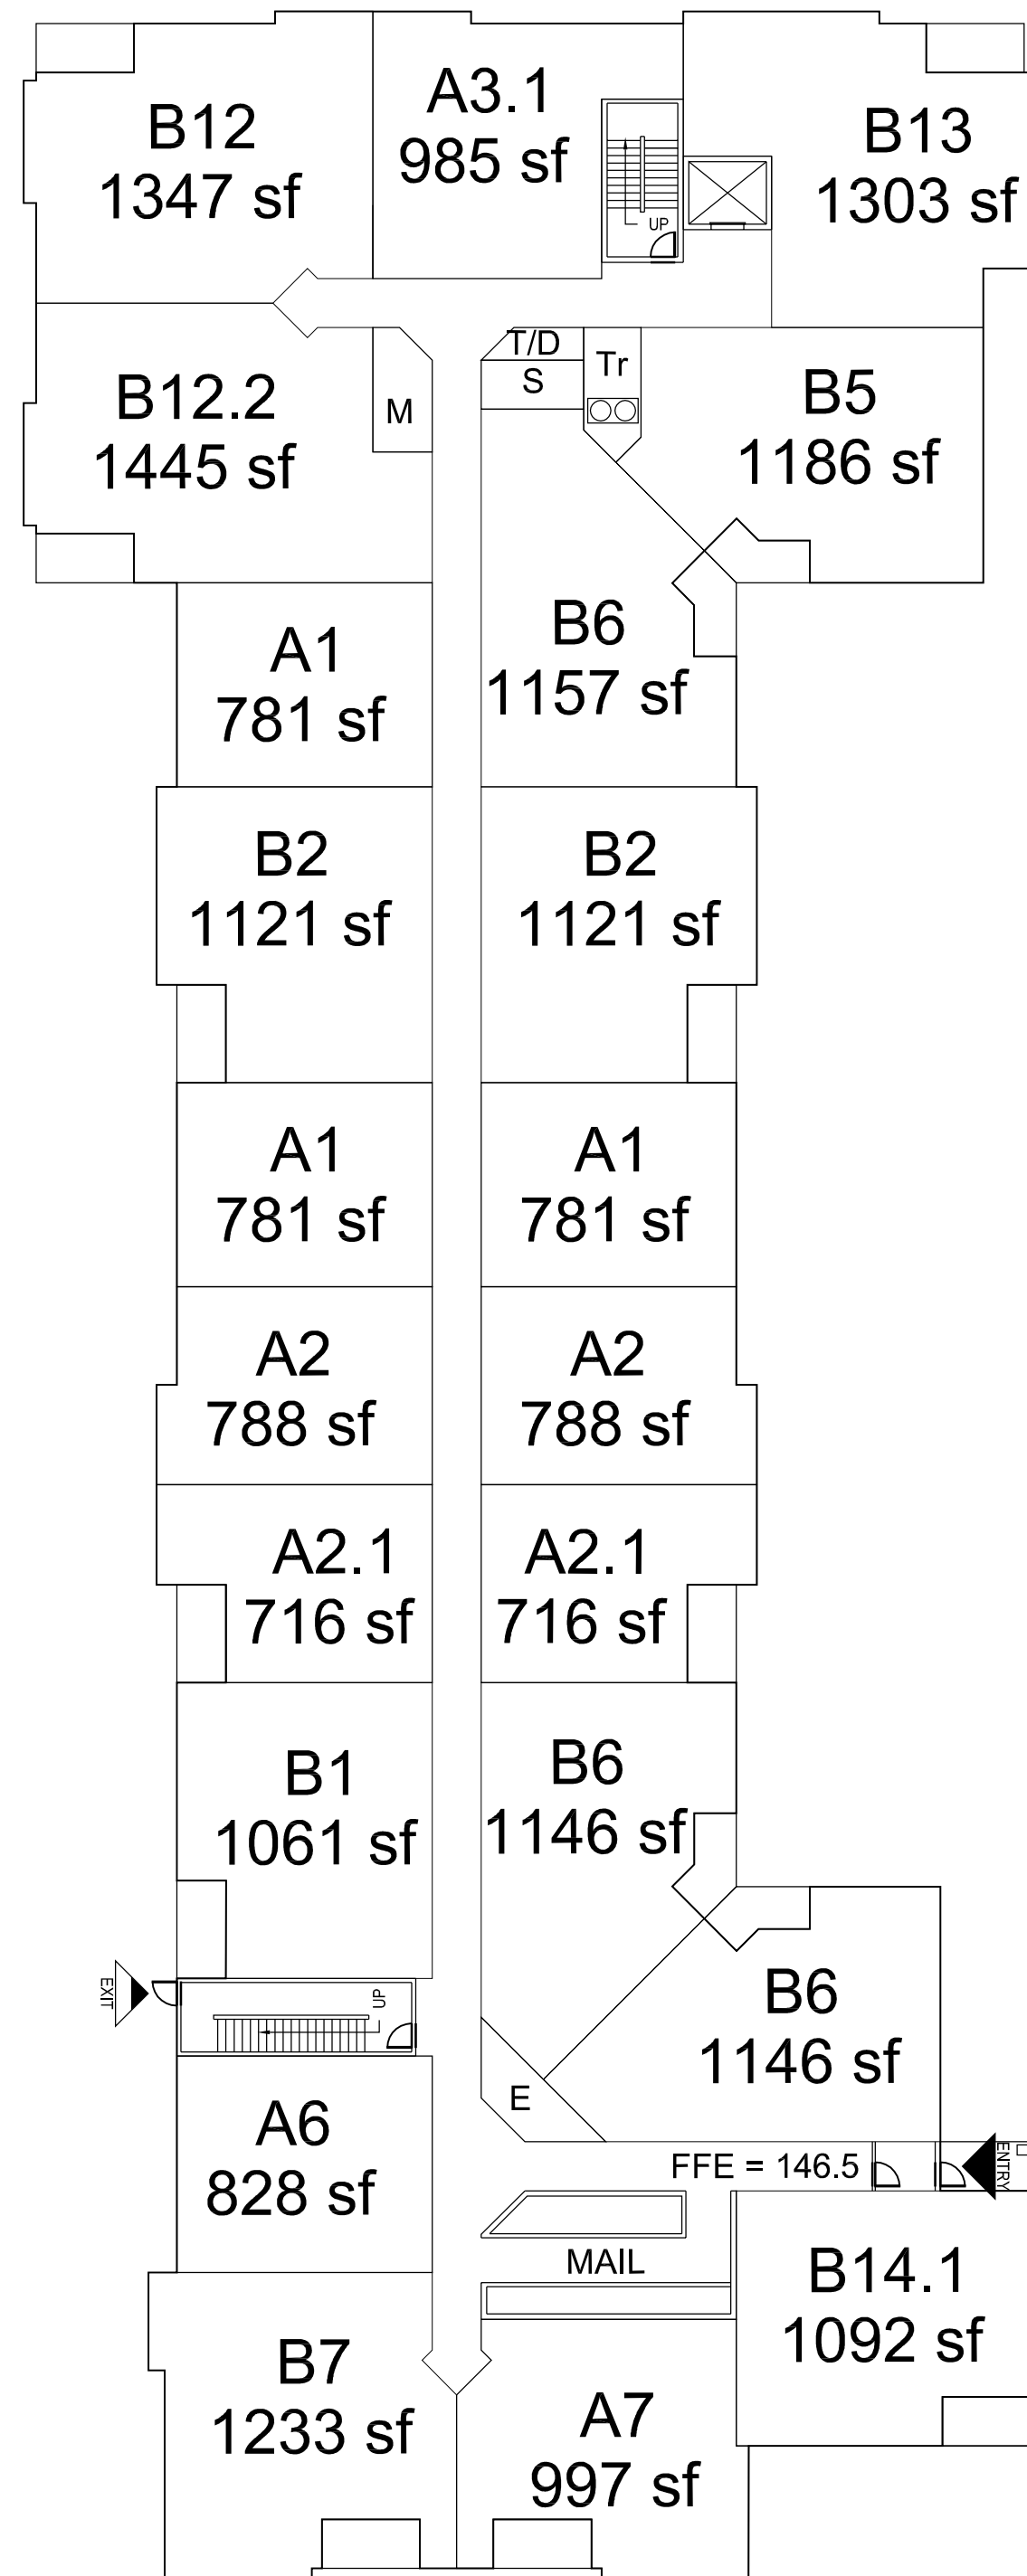 B12
1347 sf
A3.1
985 sf
B13
1303 sf
UP
T/D
S
Tr
M
B12.2
1445 sf
B5
1186 sf
A1
781 sf
B6
1157 sf
B2
1121 sf
B2
1121 sf
A1
781 sf
A1
781 sf
A2
788 sf
A2
788 sf
A2.1
716 sf
A2.1
716 sf
B1
1061 sf
B6
1146 sf
EXIT
UP
B6
1146 sf
E
A6
828 sf
FFE = 146.5
ENTRY
MAIL
B14.1
1092 sf
B7
1233 sf
A7
997 sf